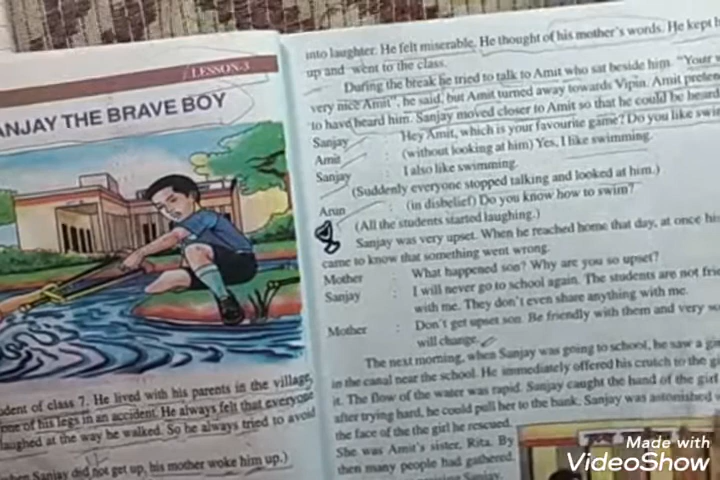 LESSON-3
ANJAY THE BRAVE BOY
dent of class 7. He lived with his parents in the village,
one of his legs in an accident. He always felt that everyone
laughed at the way he walked. So he always tried to avoid
hen Sanjay did not get up, his mother woke him up.)
into laughter. He felt miserable. He thought of his mother's words. He kept
up and went to the class.
During the break he tried to talk to Amit who sat beside him. "Your
very nice Amit", he said, but Amit turned away towards Vipin. Amit
to have heard him. Sanjay moved closer to Amit so that he could be heard
Sanjay : Hey Amit, which is your favourite game? Do you like
Amit : (without looking at him) Yes, I like swimming.
Sanjay : I also like swimming.
(Suddenly everyone stopped talking and looked at him.)
Arun : (in disbelief) Do you know how to swim?
(All the students started laughing.)
Sanjay was very upset. When he reached home that day, at once his
came to know that something went wrong.
Mother : What happened son? Why are you so upset?
Sanjay : I will never go to school again. The students are not
with me. They don't even share anything with me.
Mother : Don't get upset son. Be friendly with them and very
will change.
The next morning, when Sanjay was going to school, he saw a
in the canal near the school. He immediately offered his crutch to the
it. The flow of the water was rapid. Sanjay caught the hand of the girl
after trying hard, he could pull her to the bank. Sanjay was astonished
the face of the the girl he rescued.
She was Amit's sister, Rita. By
then many people had gathered.
Sanjay
Made with
VideoShow